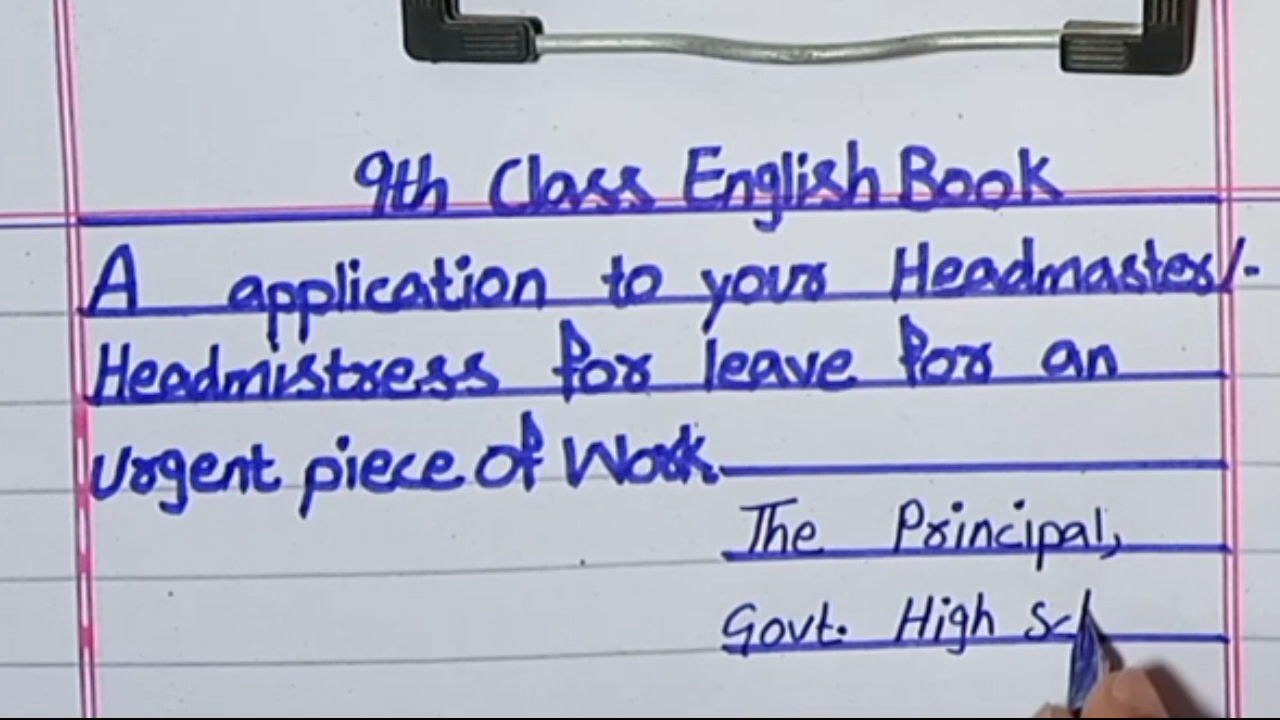 9th Class English Book
A application to your Headmaster/-
Headmistress for leave for an
urgent piece of Work.
The Principal,
Govt. High Sch